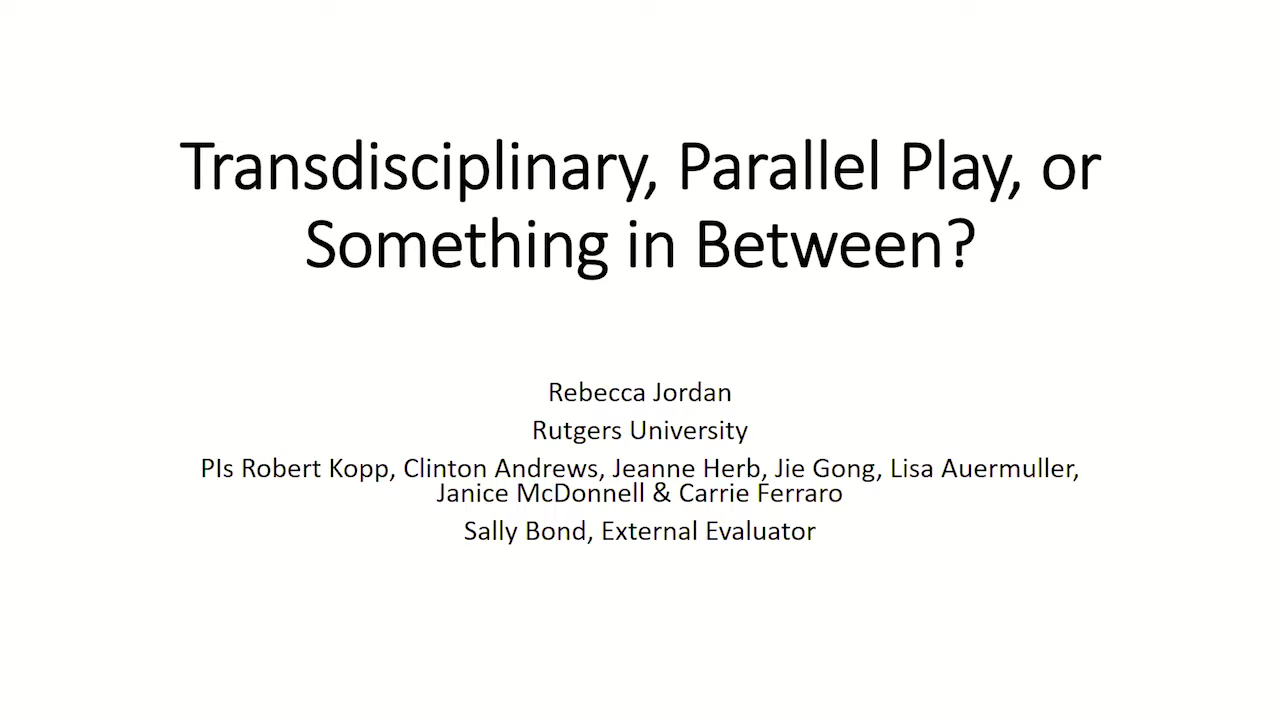 Transdisciplinary, Parallel Play, or
Something in Between?
Rebecca Jordan
Rutgers University
PIs Robert Kopp, Clinton Andrews, Jeanne Herb, Jie Gong, Lisa Auermuller,
Janice McDonnell & Carrie Ferraro
Sally Bond, External Evaluator